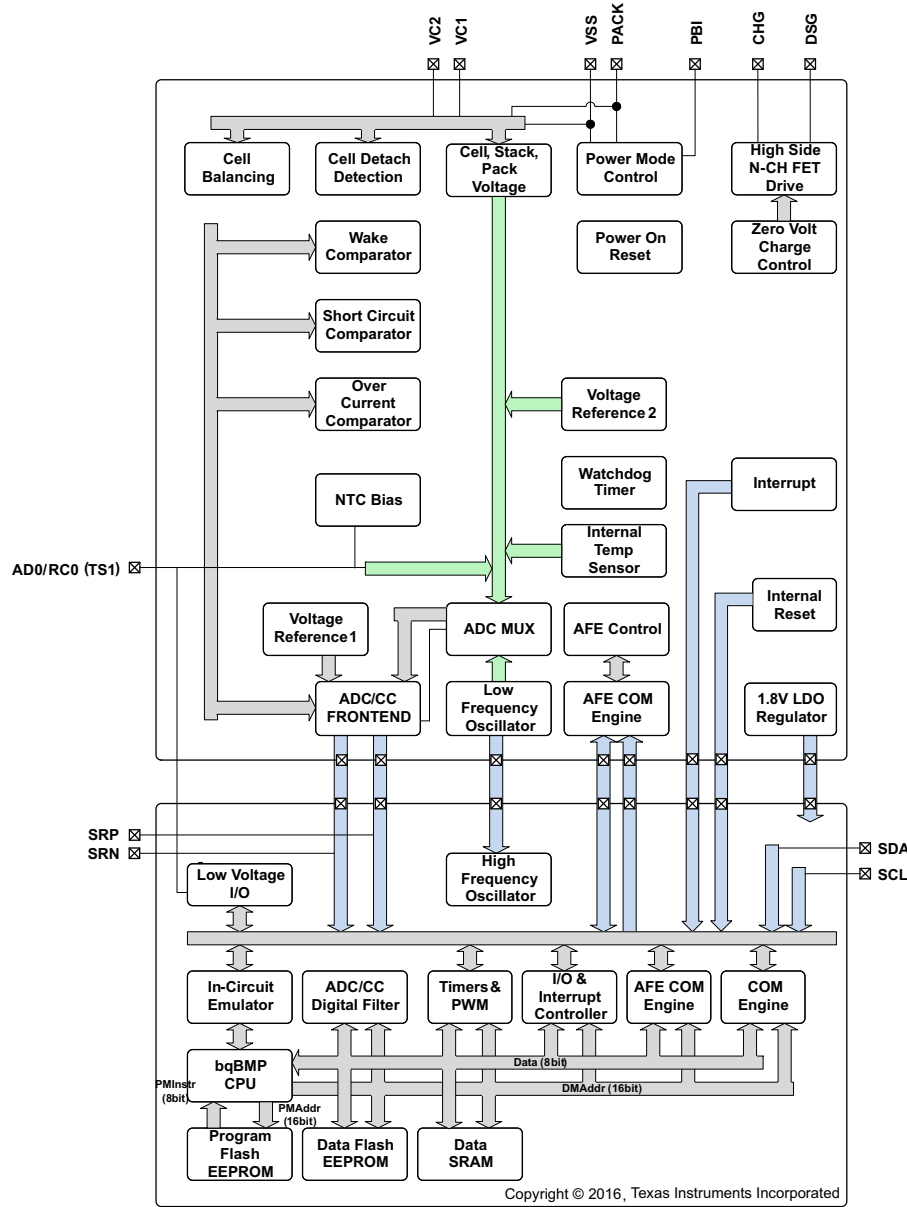 VC2
VC1
VSS
PACK
PBI
CHG
DSG
Cell
Balancing
Cell Detach
Detection
Cell, Stack,
Pack
Voltage
Power Mode
Control
High Side
N-CH FET
Drive
Wake
Comparator
Power On
Reset
Zero Volt
Charge
Control
Short Circuit
Comparator
Over
Current
Comparator
Voltage
Reference 2
NTC Bias
Watchdog
Timer
Interrupt
AD0/RC0 (TS1)
Internal
Temp
Sensor
Voltage
Reference 1
ADC MUX
AFE Control
Internal
Reset
ADC/CC
FRONTEND
Low
Frequency
Oscillator
AFE COM
Engine
1.8V LDO
Regulator
SRP
SRN
Low Voltage
I/O
High
Frequency
Oscillator
SDA
SCL
In-Circuit
Emulator
ADC/CC
Digital Filter
Timers &
PWM
I/O &
Interrupt
Controller
AFE COM
Engine
COM
Engine
bqBMP
CPU
Data (8bit)
DMAddr (16bit)
PMInstr
(8bit)
PMAddr
(16bit)
Program
Flash
EEPROM
Data Flash
EEPROM
Data
SRAM
Copyright © 2016, Texas Instruments Incorporated